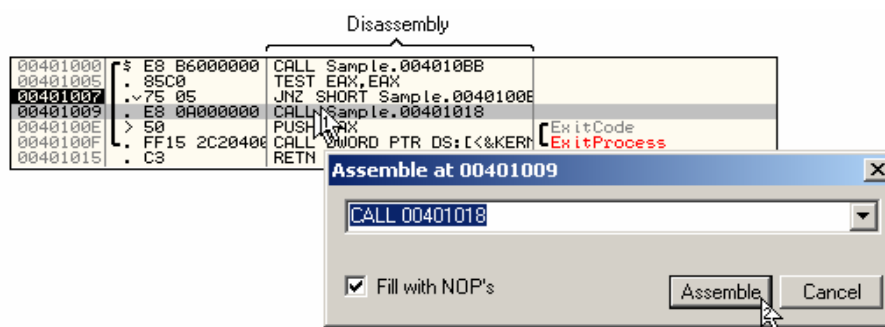 Disassembly
00401000 $ E8 B6000000 CALL Sample.004010BB
00401005 . 85C0 TEST EAX,EAX
00401007 .v 75 05 JNZ SHORT Sample.0040100E
00401009 . E8 0A000000 CALL Sample.00401018
0040100E > 50 PUSH EAX ExitCode
0040100F . FF15 2C20400 CALL DWORD PTR DS:[<&KERN ExitProcess
00401015 . C3 RETN
Assemble at 00401009
CALL 00401018
Fill with NOP's
Assemble
Cancel